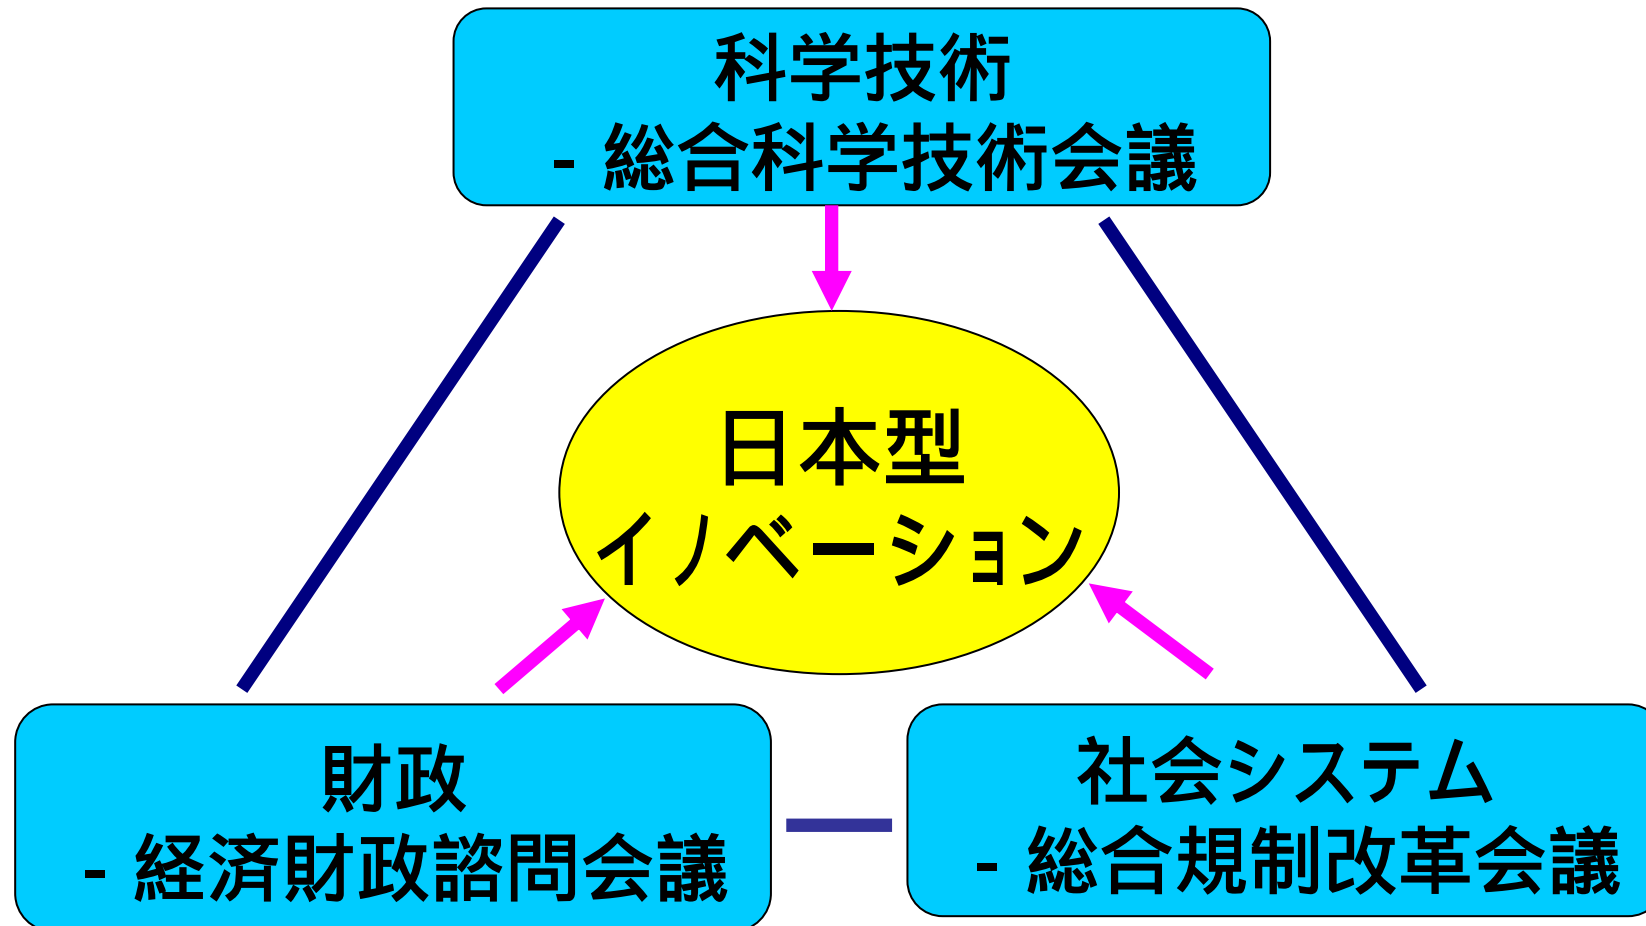 科学技術
- 総合科学技術会議
日本型
イノベーション
財政
- 経済財政諮問会議
社会システム
- 総合規制改革会議